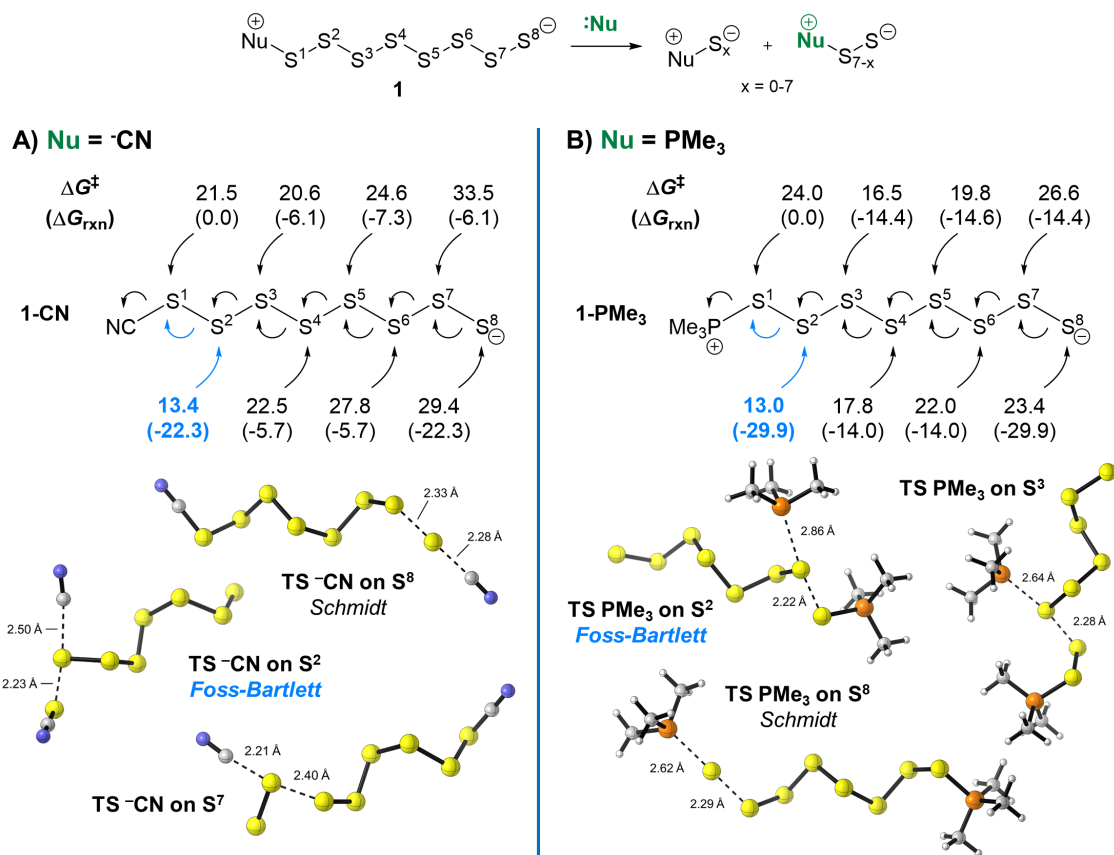 ⊕ Nu S1 S2 S3 S4 S5 S6 S7 S8 ⊖
1
:Nu
⊕ Nu Sx ⊖ + ⊕ Nu S7-x S ⊖
x = 0-7
A) Nu = -CN
ΔG‡ 21.5 20.6 24.6 33.5
(ΔGrxn) (0.0) (-6.1) (-7.3) (-6.1)
1-CN NC S1 S2 S3 S4 S5 S6 S7 S8 ⊖
13.4 22.5 27.8 29.4
(-22.3) (-5.7) (-5.7) (-22.3)
2.33 Å
2.28 Å
TS –CN on S8
Schmidt
2.50 Å
2.23 Å
TS –CN on S2
Foss-Bartlett
2.21 Å
2.40 Å
TS –CN on S7
B) Nu = PMe3
ΔG‡ 24.0 16.5 19.8 26.6
(ΔGrxn) (0.0) (-14.4) (-14.6) (-14.4)
1-PMe3 Me3P ⊕ S1 S2 S3 S4 S5 S6 S7 S8 ⊖
13.0 17.8 22.0 23.4
(-29.9) (-14.0) (-14.0) (-29.9)
TS PMe3 on S3
2.86 Å
2.22 Å
TS PMe3 on S2
Foss-Bartlett
2.64 Å
2.28 Å
TS PMe3 on S8
Schmidt
2.62 Å
2.29 Å